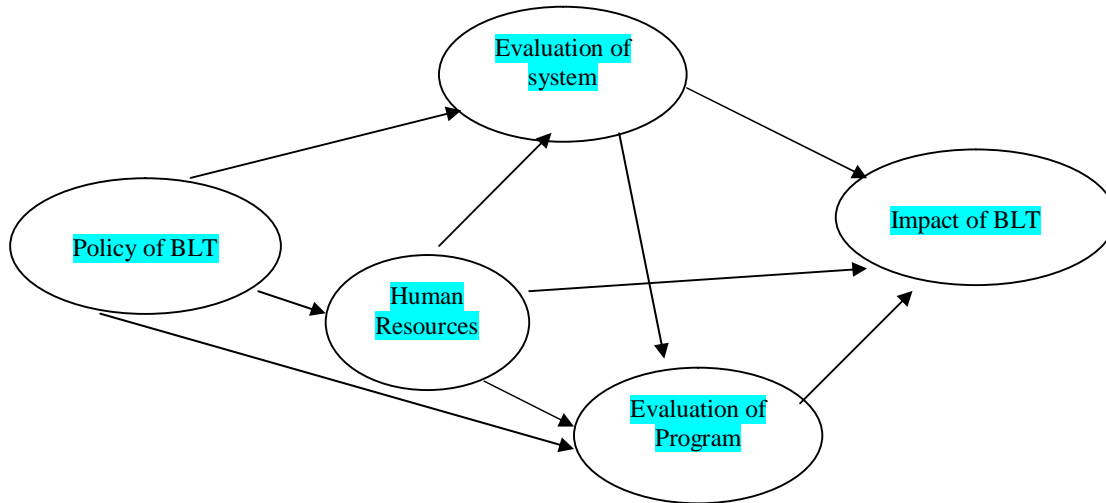 Evaluation of
system
Policy of BLT
Impact of BLT
Human
Resources
Evaluation of
Program